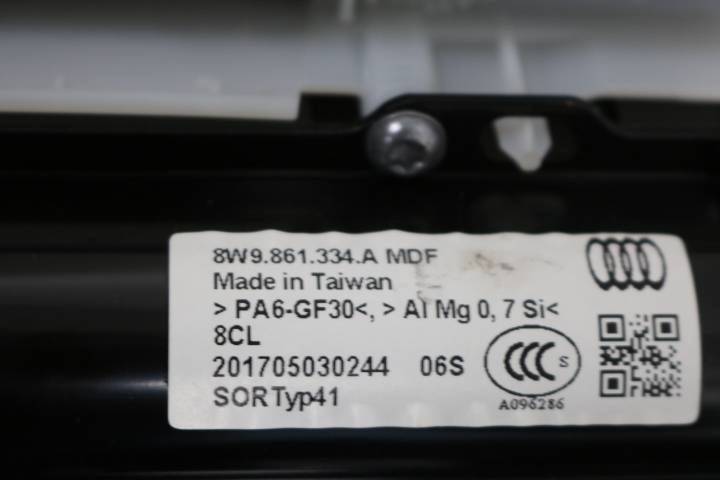 8W9.861.334.A MDF
Made in Taiwan
> PA6-GF30<, > Al Mg 0, 7 Si<
8CL
201705030244 06S
SORTyp41
CCC S
A096286